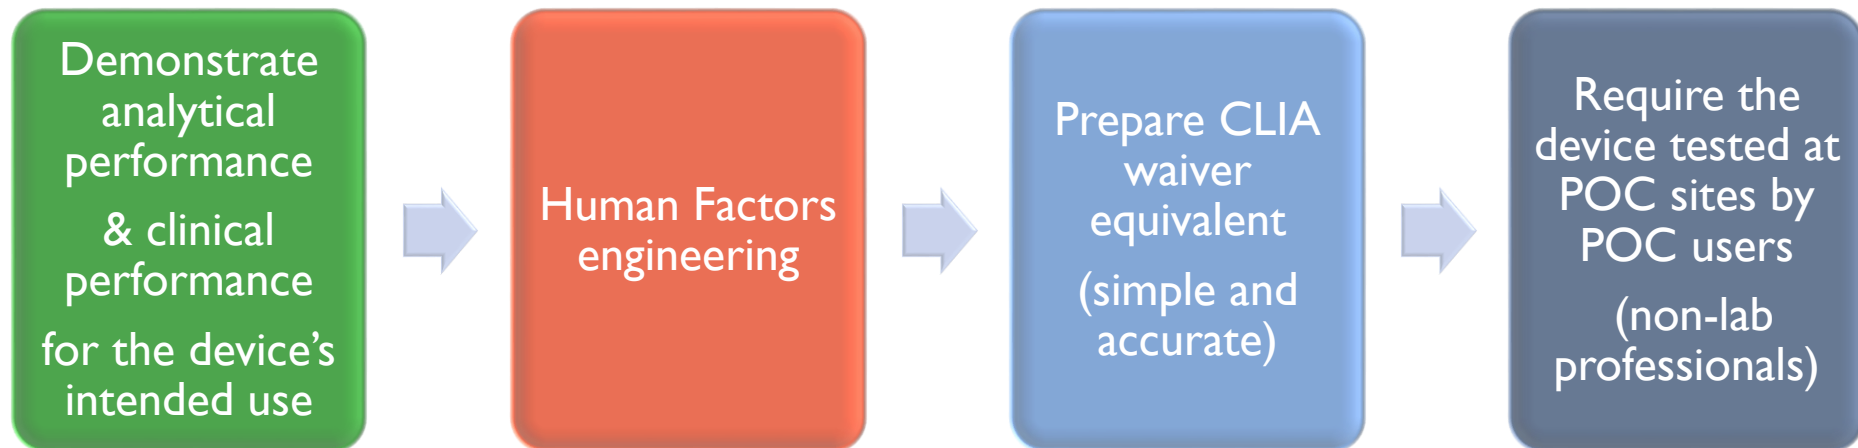 Demonstrate
analytical
performance
& clinical
performance
for the device’s
intended use
Human Factors
engineering
Prepare CLIA
waiver
equivalent
(simple and
accurate)
Require the
device tested at
POC sites by
POC users
(non-lab
professionals)